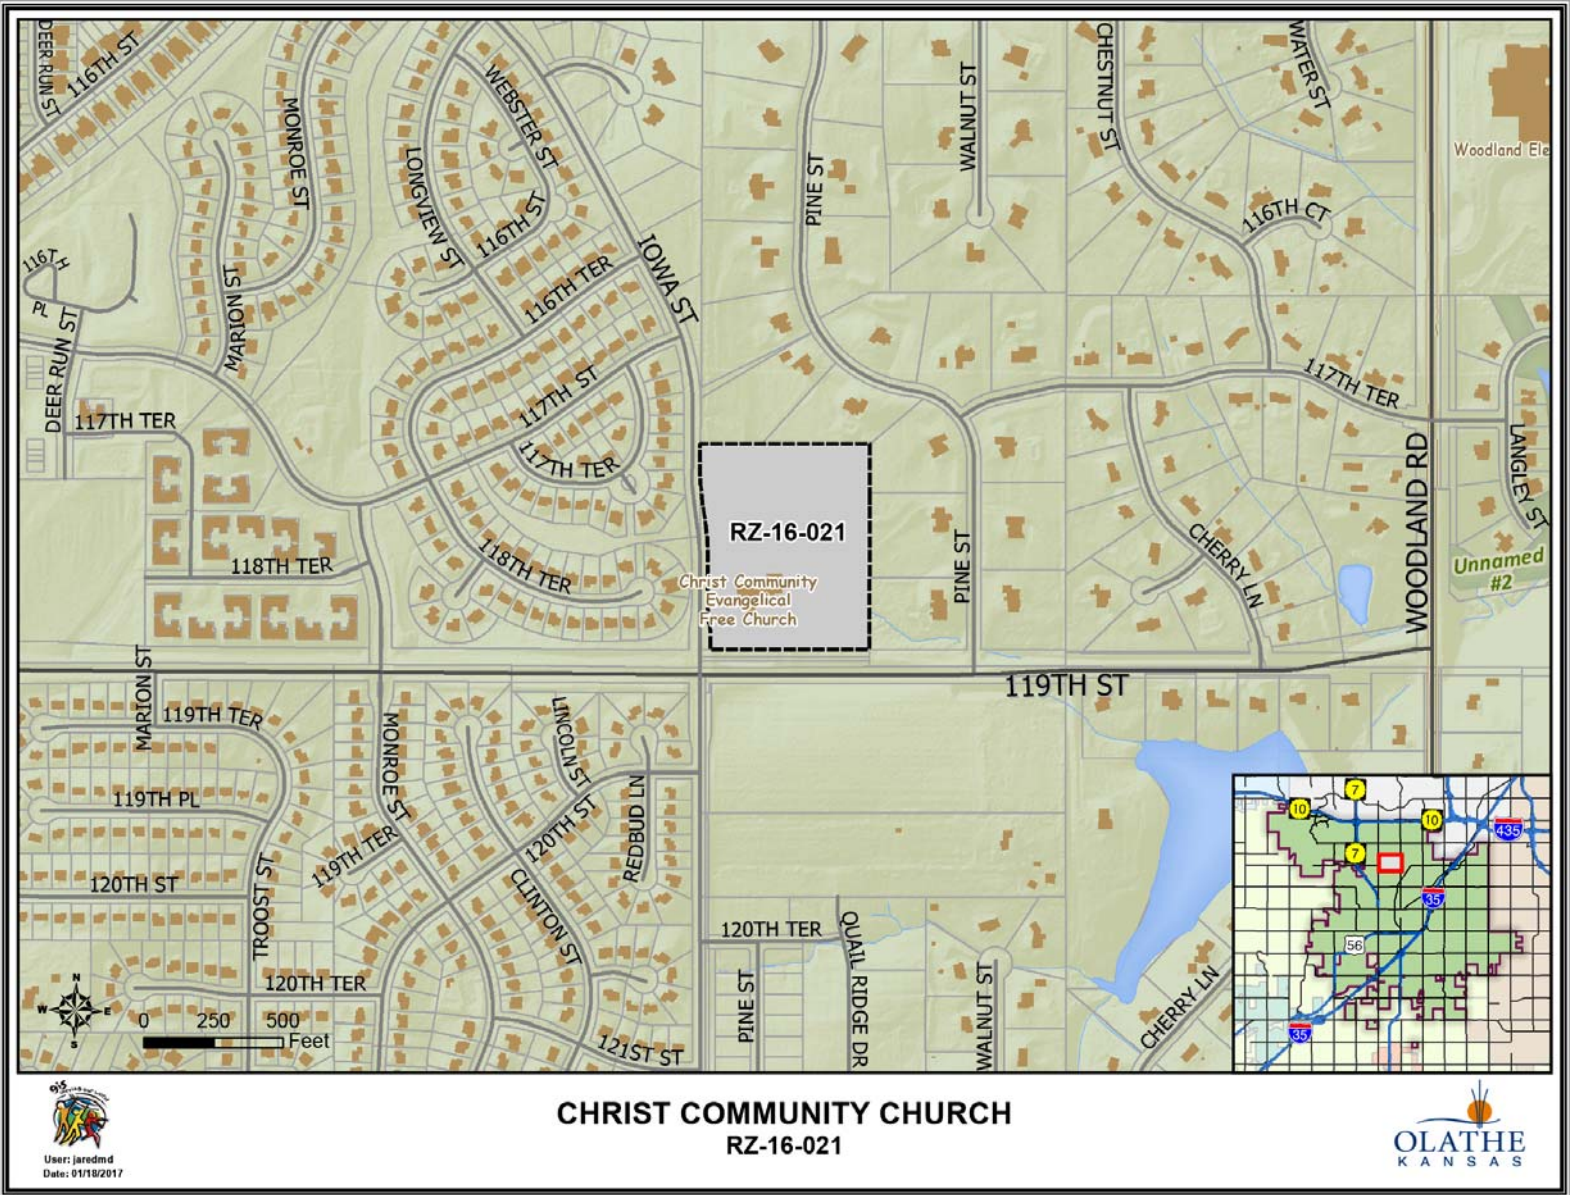 DEER RUN ST
116TH ST
MONROE ST
WEBSTER ST
LONGVIEW ST
116TH ST
116TH TER
IOWA ST
PINE ST
WALNUT ST
CHESTNUT ST
WATER ST
Woodland Ele
116TH CT
116TH
PL
MARION ST
DEER RUN ST
117TH TER
117TH ST
117TH TER
117TH TER
LANGLEY ST
WOODLAND RD
RZ-16-021
118TH TER
118TH TER
PINE ST
CHERRY LN
Unnamed
#2
Christ Community
Evangelical
Free Church
MARION ST
119TH ST
119TH TER
MONROE ST
LINCOLN ST
119TH PL
119TH TER
120TH ST
REDBUD LN
120TH ST
TROOST ST
CLINTON ST
120TH TER
QUAIL RIDGE DR
PINE ST
WALNUT ST
CHERRY LN
120TH TER
121ST ST
N
W
E
S
0 250 500
Feet
7
10
10
435
7
35
56
35
gis
User: jaredmd
Date: 01/18/2017
CHRIST COMMUNITY CHURCH
RZ-16-021
OLATHE
KANSAS